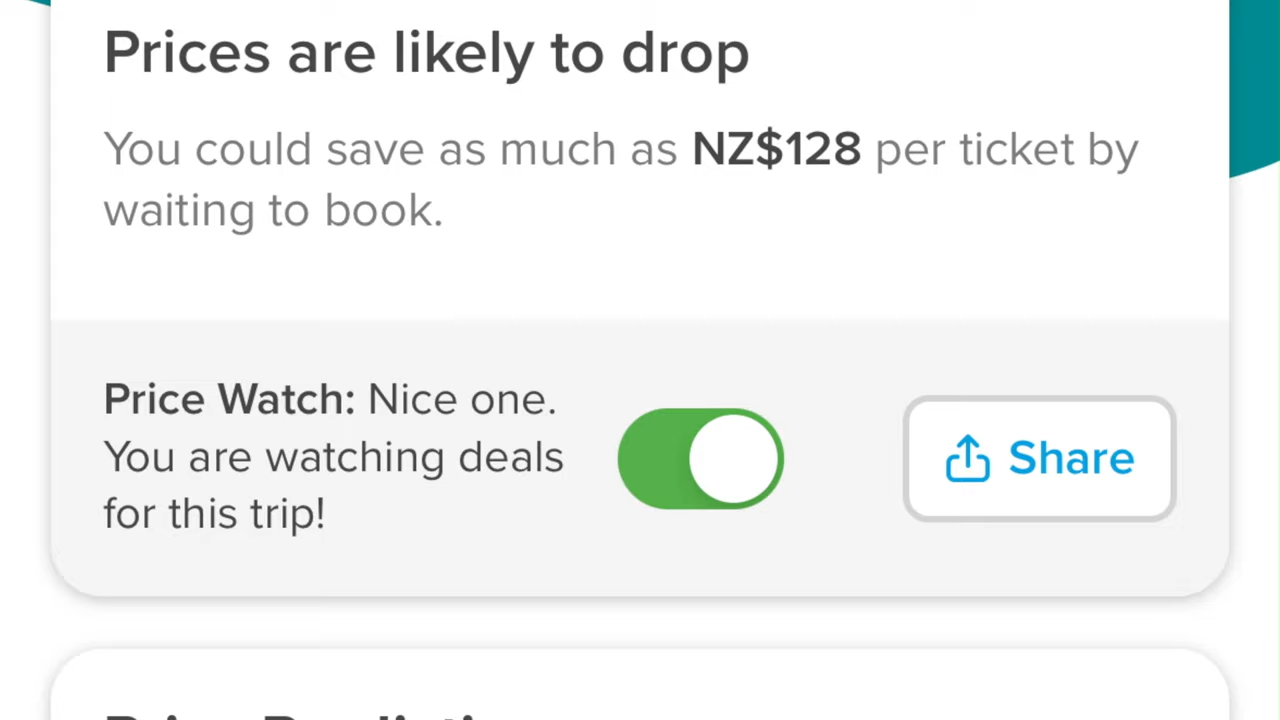 Prices are likely to drop
You could save as much as NZ$128 per ticket by
waiting to book.
Price Watch: Nice one.
You are watching deals
for this trip!
Share